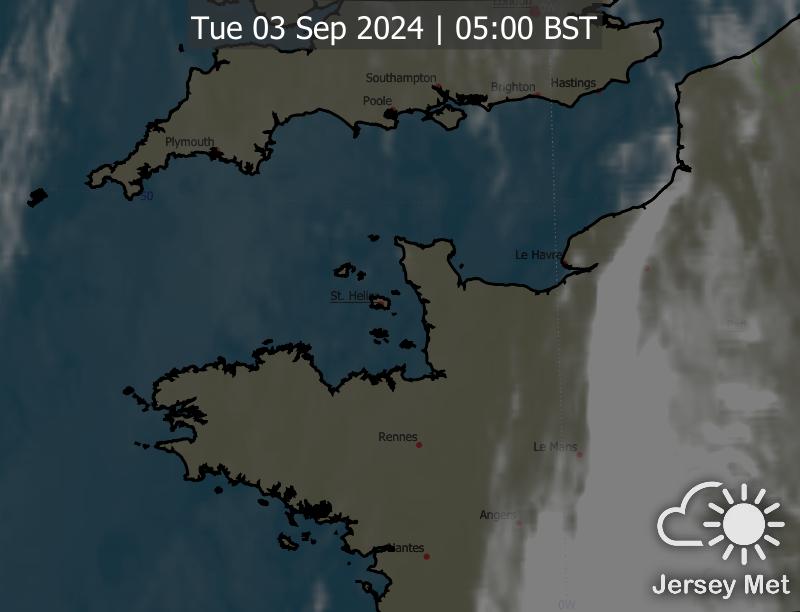 London
Tue 03 Sep 2024 | 05:00 BST
Southampton
Brighton
Hastings
Poole
Plymouth
50
Le Havre
St. Helier
Rennes
Le Mans
Angers
Nantes
Jersey Met
0W